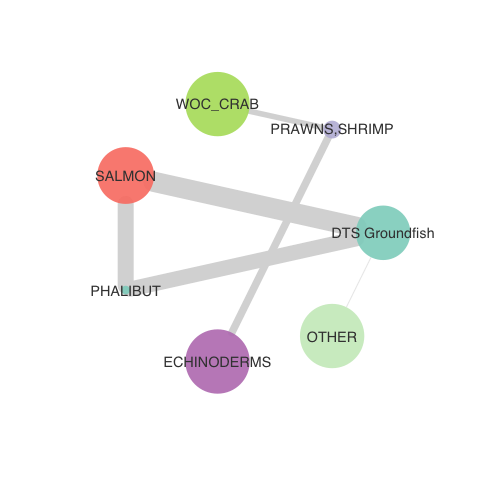 WOC_CRAB
PRAWNS,SHRIMP
SALMON
DTS Groundfish
PHALIBUT
OTHER
ECHINODERMS